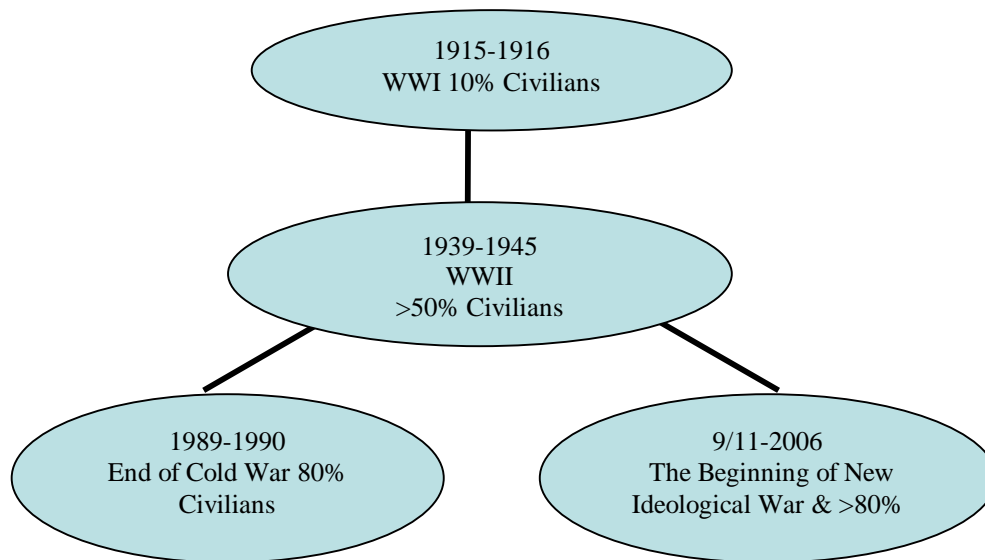 1915-1916
WWI 10% Civilians
1939-1945
WWII
>50% Civilians
1989-1990
End of Cold War 80%
Civilians
9/11-2006
The Beginning of New
Ideological War & >80%